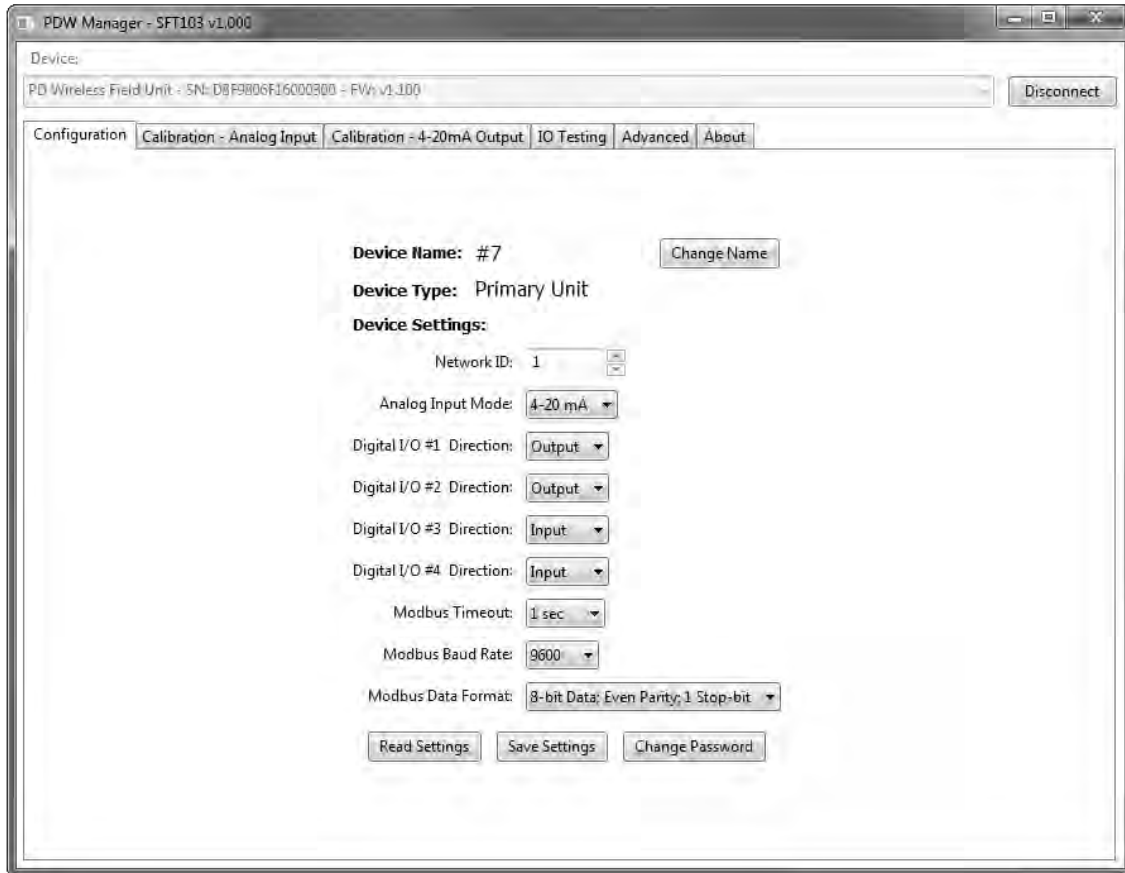 PDW Manager - SFT103 v1.000
Device:
PD Wireless Field Unit - SN: D8F9806F16000300 - FW: v1.100
Disconnect
Configuration Calibration - Analog Input Calibration - 4-20mA Output IO Testing Advanced About
Device Name: #7 Change Name
Device Type: Primary Unit
Device Settings:
Network ID: 1
Analog Input Mode: 4-20 mA
Digital I/O #1 Direction: Output
Digital I/O #2 Direction: Output
Digital I/O #3 Direction: Input
Digital I/O #4 Direction: Input
Modbus Timeout: 1 sec
Modbus Baud Rate: 9600
Modbus Data Format: 8-bit Data; Even Parity; 1 Stop-bit
Read Settings Save Settings Change Password